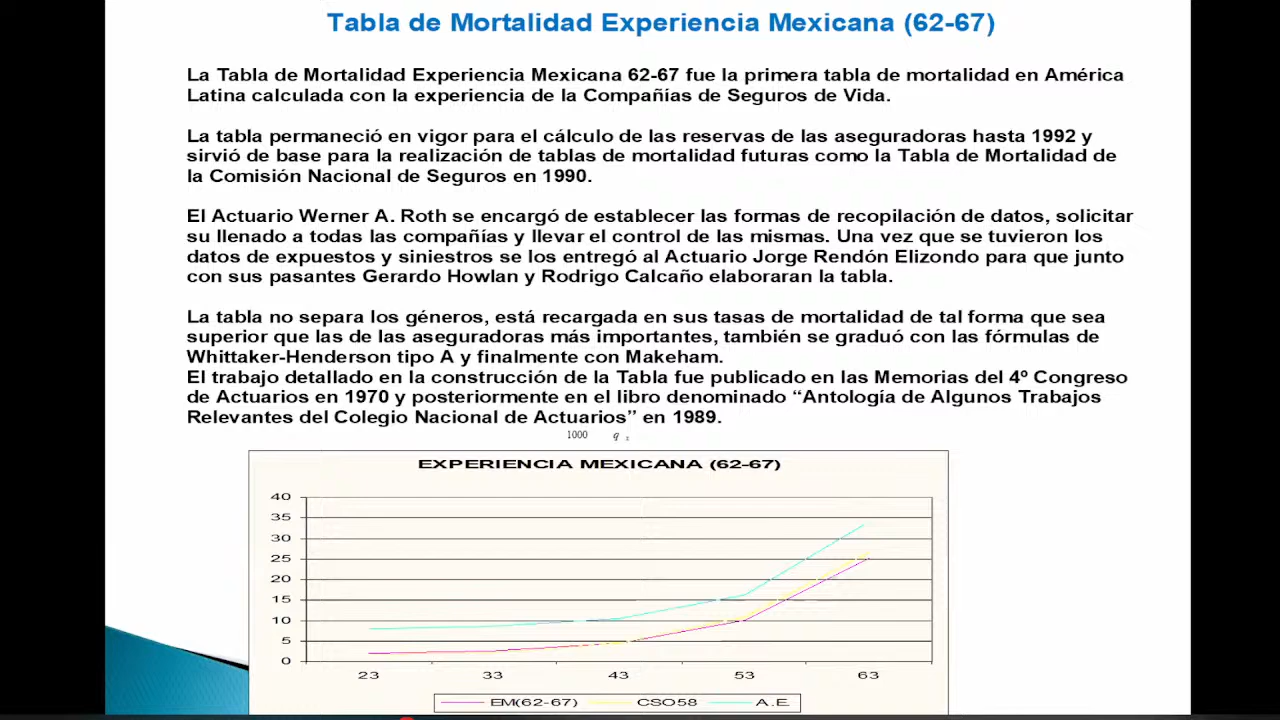 Tabla de Mortalidad Experiencia Mexicana (62-67)
La Tabla de Mortalidad Experiencia Mexicana 62-67 fue la primera tabla de mortalidad en América
Latina calculada con la experiencia de la Compañías de Seguros de Vida.
La tabla permaneció en vigor para el cálculo de las reservas de las aseguradoras hasta 1992 y
sirvió de base para la realización de tablas de mortalidad futuras como la Tabla de Mortalidad de
la Comisión Nacional de Seguros en 1990.
El Actuario Werner A. Roth se encargó de establecer las formas de recopilación de datos, solicitar
su llenado a todas las compañías y llevar el control de las mismas. Una vez que se tuvieron los
datos de expuestos y siniestros se los entregó al Actuario Jorge Rendón Elizondo para que junto
con sus pasantes Gerardo Howlan y Rodrigo Calcaño elaboraran la tabla.
La tabla no separa los géneros, está recargada en sus tasas de mortalidad de tal forma que sea
superior que las de las aseguradoras más importantes, también se graduó con las fórmulas de
Whittaker-Henderson tipo A y finalmente con Makeham.
El trabajo detallado en la construcción de la Tabla fue publicado en las Memorias del 4º Congreso
de Actuarios en 1970 y posteriormente en el libro denominado “Antología de Algunos Trabajos
Relevantes del Colegio Nacional de Actuarios” en 1989.
1000 q x
EXPERIENCIA MEXICANA (62-67)
40
35
30
25
20
15
10
5
0
23 33 43 53 63
EM(62-67) CSO58 A.E.